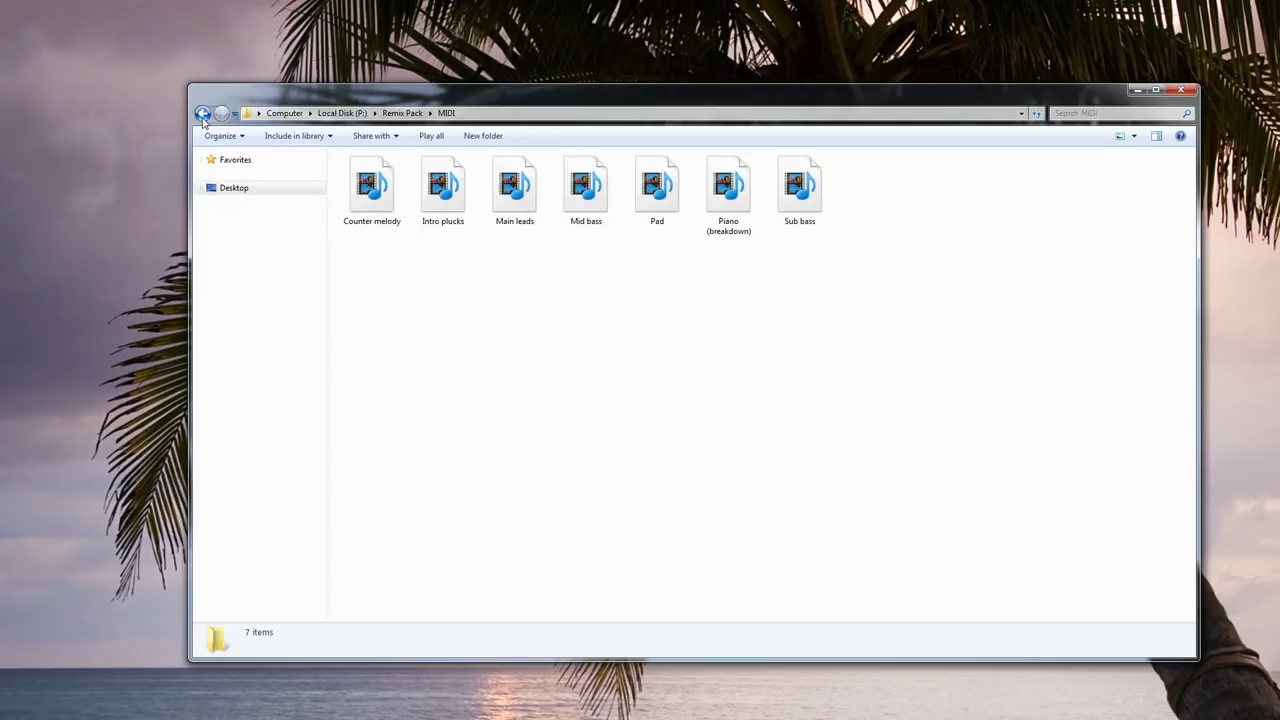 Computer Local Disk (P:) Remix Pack MIDI
Search MIDI
Organize Include in library Share with Play all New folder
Favorites
Desktop
Counter melody
Intro plucks
Main leads
Mid bass
Pad
Piano
(breakdown)
Sub bass
7 items